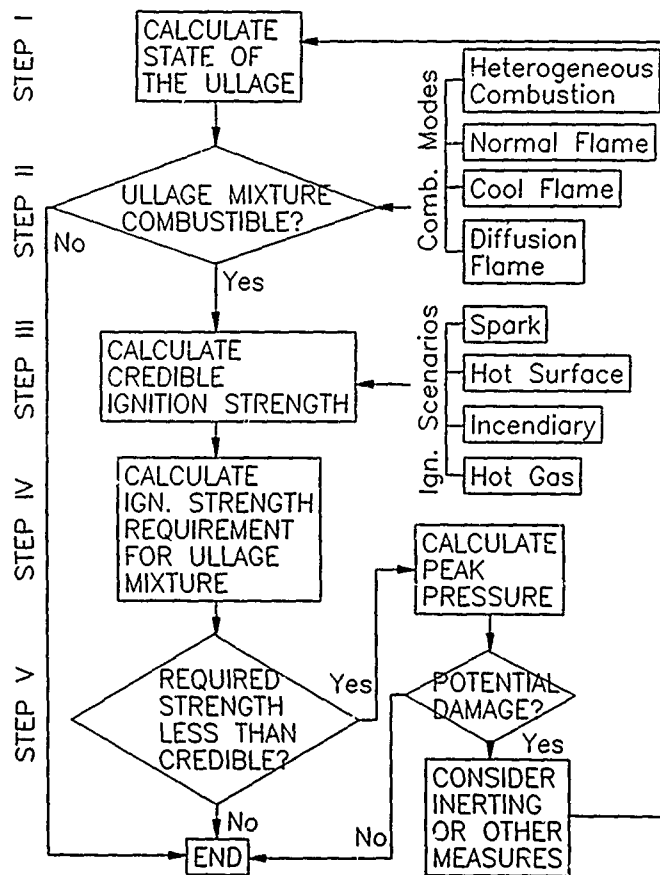 STEP I
CALCULATE
STATE OF
THE ULLAGE
STEP II
ULLAGE MIXTURE
COMBUSTIBLE?
No
Yes
Comb. Modes
Heterogeneous
Combustion
Normal Flame
Cool Flame
Diffusion
Flame
STEP III
CALCULATE
CREDIBLE
IGNITION STRENGTH
Ign. Scenarios
Spark
Hot Surface
Incendiary
Hot Gas
STEP IV
CALCULATE
IGN. STRENGTH
REQUIREMENT
FOR ULLAGE
MIXTURE
STEP V
REQUIRED
STRENGTH
LESS THAN
CREDIBLE?
Yes
No
CALCULATE
PEAK
PRESSURE
POTENTIAL
DAMAGE?
Yes
No
CONSIDER
INERTING
OR OTHER
MEASURES
END